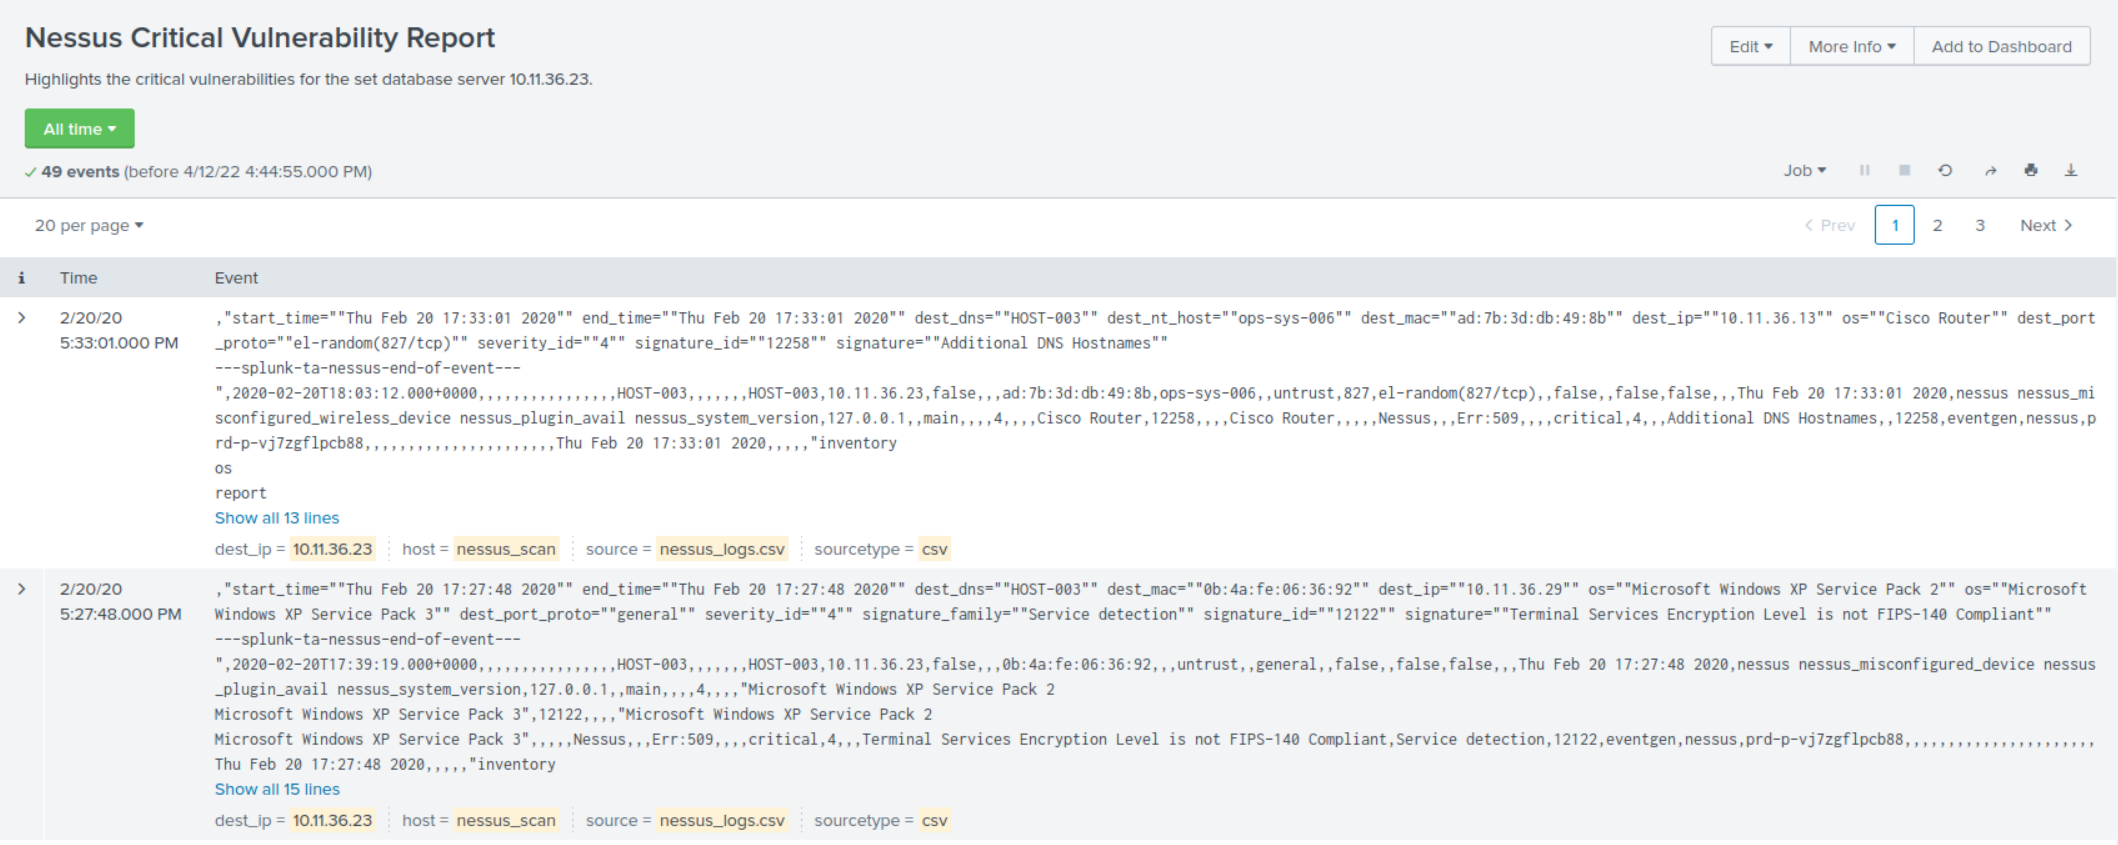 Nessus Critical Vulnerability Report
Edit More Info Add to Dashboard
Highlights the critical vulnerabilities for the set database server 10.11.36.23.
All time
✓ 49 events (before 4/12/22 4:44:55.000 PM)
Job
20 per page
< Prev 1 2 3 Next >
i Time Event
2/20/20
5:33:01.000 PM
,"start_time=""Thu Feb 20 17:33:01 2020"" end_time=""Thu Feb 20 17:33:01 2020"" dest_dns=""HOST-003"" dest_nt_host=""ops-sys-006"" dest_mac=""ad:7b:3d:db:49:8b"" dest_ip=""10.11.36.13"" os=""Cisco Router"" dest_port
_proto=""el-random(827/tcp)"" severity_id=""4"" signature_id=""12258"" signature=""Additional DNS Hostnames""
---splunk-ta-nessus-end-of-event---
",2020-02-20T18:03:12.000+0000,,,,,,,,,,,,,,,,HOST-003,,,,,,,HOST-003,10.11.36.23,false,,,ad:7b:3d:db:49:8b,ops-sys-006,,untrust,827,el-random(827/tcp),,false,,false,false,,,Thu Feb 20 17:33:01 2020,nessus nessus_mi
sconfigured_wireless_device nessus_plugin_avail nessus_system_version,127.0.0.1,,main,,,,4,,,,Cisco Router,12258,,,,Cisco Router,,,,,Nessus,,,Err:509,,,,critical,4,,,Additional DNS Hostnames,,12258,eventgen,nessus,p
rd-p-vj7zgflpcb88,,,,,,,,,,,,,,,,,,,,,,Thu Feb 20 17:33:01 2020,,,,,"inventory
os
report
Show all 13 lines
dest_ip = 10.11.36.23 host = nessus_scan source = nessus_logs.csv sourcetype = csv
2/20/20
5:27:48.000 PM
,"start_time=""Thu Feb 20 17:27:48 2020"" end_time=""Thu Feb 20 17:27:48 2020"" dest_dns=""HOST-003"" dest_mac=""0b:4a:fe:06:36:92"" dest_ip=""10.11.36.29"" os=""Microsoft Windows XP Service Pack 2"" os=""Microsoft
Windows XP Service Pack 3"" dest_port_proto=""general"" severity_id=""4"" signature_family=""Service detection"" signature_id=""12122"" signature=""Terminal Services Encryption Level is not FIPS-140 Compliant""
---splunk-ta-nessus-end-of-event---
",2020-02-20T17:39:19.000+0000,,,,,,,,,,,,,,,,HOST-003,,,,,,,HOST-003,10.11.36.23,false,,,0b:4a:fe:06:36:92,,,untrust,,general,,false,,false,false,,,Thu Feb 20 17:27:48 2020,nessus nessus_misconfigured_device nessus
_plugin_avail nessus_system_version,127.0.0.1,,main,,,,4,,,,"Microsoft Windows XP Service Pack 2
Microsoft Windows XP Service Pack 3",12122,,,,"Microsoft Windows XP Service Pack 2
Microsoft Windows XP Service Pack 3",,,,,Nessus,,,Err:509,,,,critical,4,,,Terminal Services Encryption Level is not FIPS-140 Compliant,Service detection,12122,eventgen,nessus,prd-p-vj7zgflpcb88,,,,,,,,,,,,,,,,,,,,,,
Thu Feb 20 17:27:48 2020,,,,,"inventory
Show all 15 lines
dest_ip = 10.11.36.23 host = nessus_scan source = nessus_logs.csv sourcetype = csv